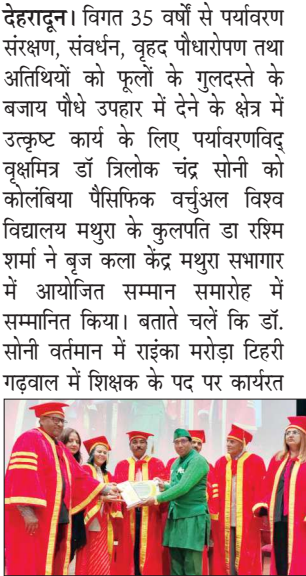 देहरादून। विगत 35 वर्षों से पर्यावरण
संरक्षण, संवर्धन, वृहद पौधारोपण तथा
अतिथियों को फूलों के गुलदस्ते के
बजाय पौधे उपहार में देने के क्षेत्र में
उत्कृष्ट कार्य के लिए पर्यावरणविद्
वृक्षमित्र डॉ त्रिलोक चंद्र सोनी को
कोलंबिया पैसिफिक वर्चुअल विश्व
विद्यालय मथुरा के कुलपति डा रश्मि
शर्मा ने बृज कला केंद्र मथुरा सभागार
में आयोजित सम्मान समारोह में
सम्मानित किया। बताते चलें कि डॉ.
सोनी वर्तमान में राइंका मरोड़ा टिहरी
गढ़वाल में शिक्षक के पद पर कार्यरत